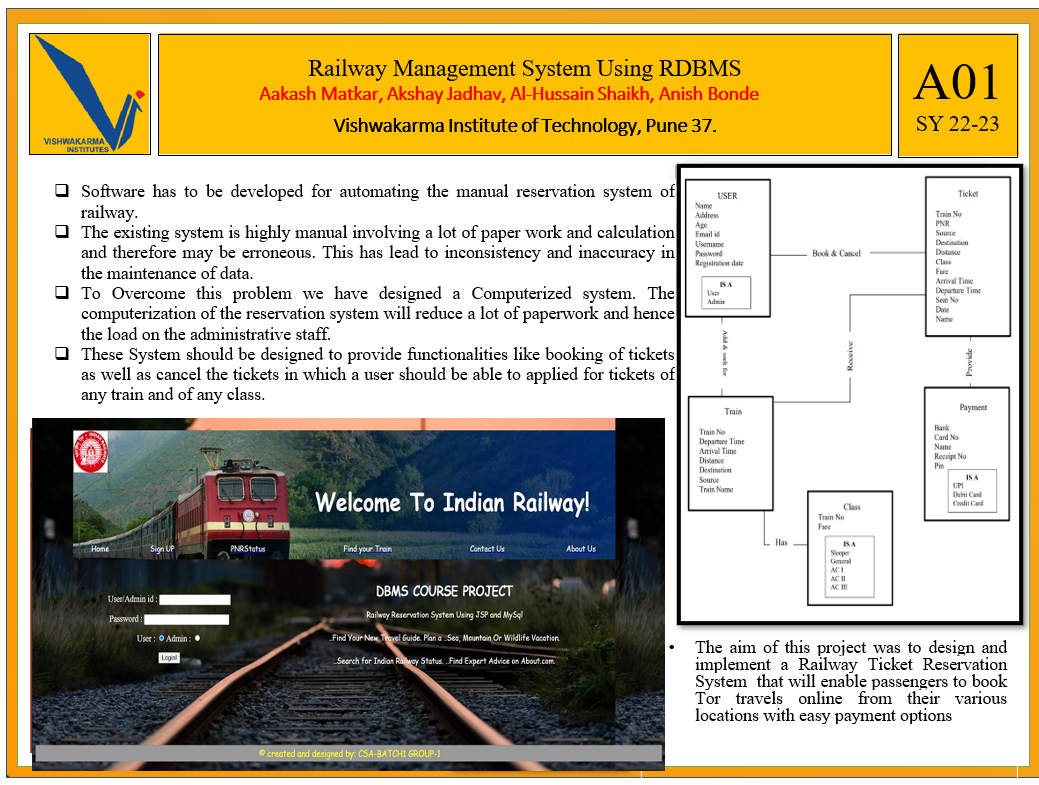 VISHWAKARMA
INSTITUTES
Railway Management System Using RDBMS
Aakash Matkar, Akshay Jadhav, Al-Hussain Shaikh, Anish Bonde
Vishwakarma Institute of Technology, Pune 37.
A01
SY 22-23
❑ Software has to be developed for automating the manual reservation system of
railway.
❑ The existing system is highly manual involving a lot of paper work and calculation
and therefore may be erroneous. This has lead to inconsistency and inaccuracy in
the maintenance of data.
❑ To Overcome this problem we have designed a Computerized system. The
computerization of the reservation system will reduce a lot of paperwork and hence
the load on the administrative staff.
❑ These System should be designed to provide functionalities like booking of tickets
as well as cancel the tickets in which a user should be able to applied for tickets of
any train and of any class.
Welcome To Indian Railway!
Home Sign UP PNRStatus Find your Train Contact Us About Us
User/Admin id :
Password :
User : Admin :
Login!
DBMS COURSE PROJECT
Railway Reservation System Using JSP and MySql
..Find Your New Travel Guide. Plan a ..Sea, Mountain Or Wildlife Vacation.
..Search for Indian Railway Status. ..Find Expert Advice on About.com.
© created and designed by: CSA-BATCH1 GROUP-1
USER
Name
Address
Age
Email id
Username
Password
Registration date
IS A
User
Admin
Book & Cancel
Ticket
Train No
PNR
Source
Destination
Distance
Class
Fare
Arrival Time
Departure Time
Seat No
Date
Name
Receive
Provide
Train
Train No
Departure Time
Arrival Time
Distance
Destination
Source
Train Name
Payment
Bank
Card No
Name
Receipt No
Pin
IS A
UPI
Debit Card
Credit Card
Has
Class
Train No
Fare
IS A
Sleeper
General
AC I
AC II
AC III
• The aim of this project was to design and
implement a Railway Ticket Reservation
System that will enable passengers to book
Tor travels online from their various
locations with easy payment options